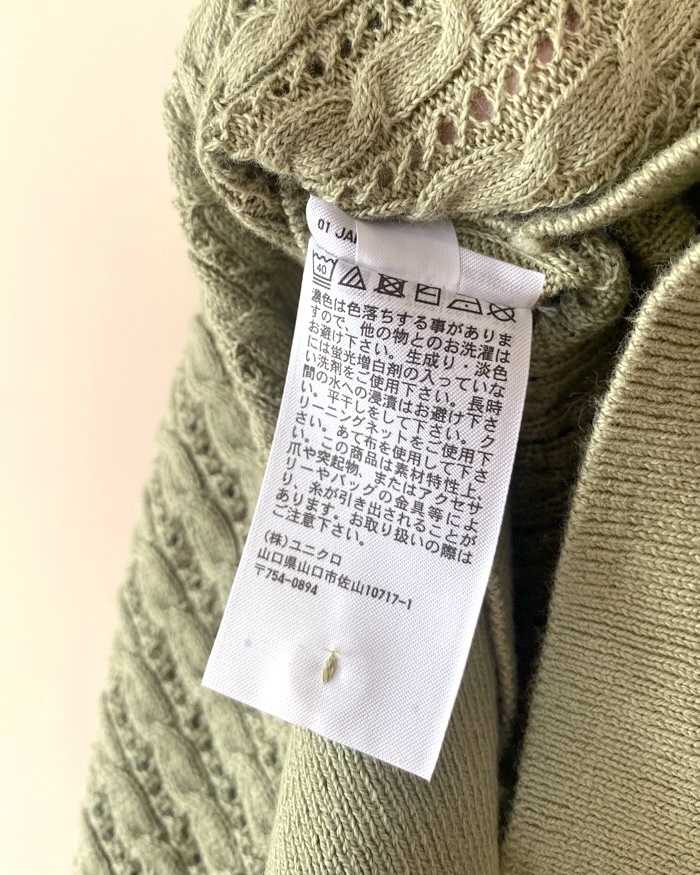 01 JA
40
濃色は色落ちする事がありま
すので、他の物とのお洗濯は
お避け下さい。生成り・淡色
には蛍光増白剤の入っていな
い洗剤をご使用下さい。長時
間の水への浸漬はお避け下さ
い。平干しをして下さい。ク
リーニングネットをご使用下
さい。あて布を使用して下さ
い。この商品は素材特性上、
爪や突起物、またはアクセサ
リーやバッグの金具等によ
り、糸が引き出されることが
あります。お取り扱いの際は
ご注意下さい。
(株)ユニクロ
山口県山口市佐山10717-1
〒754-0894